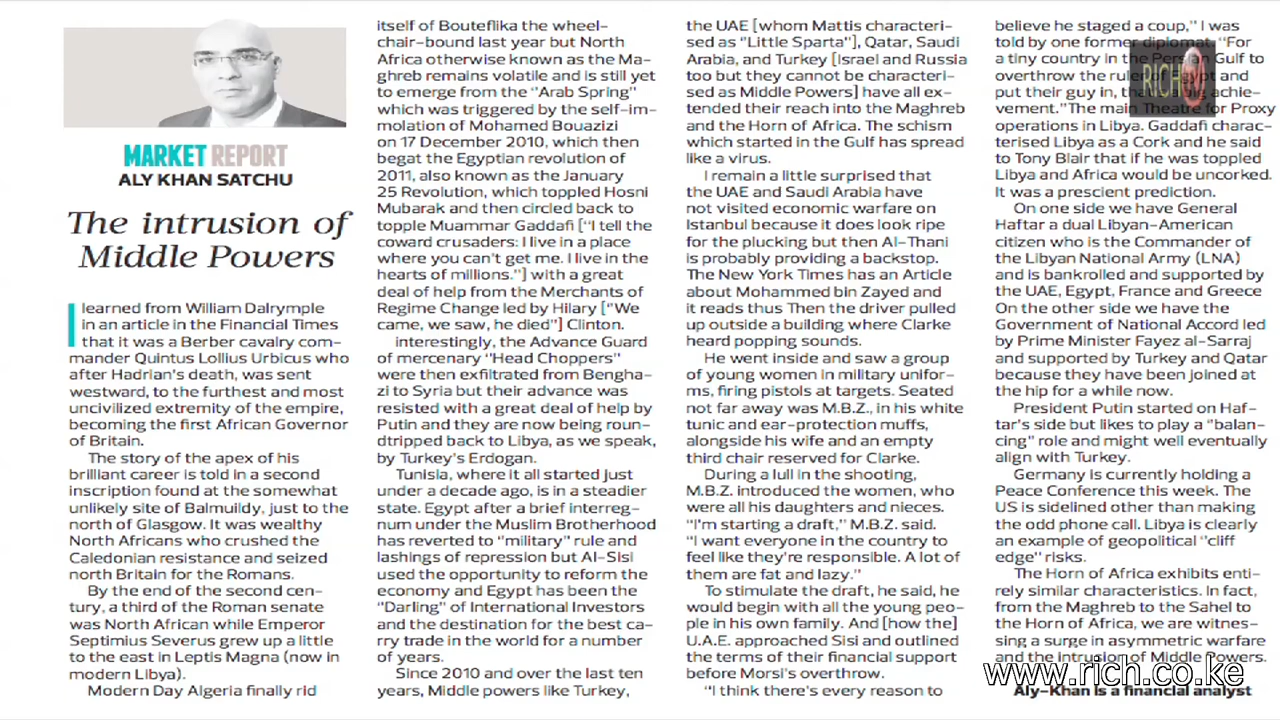 MARKET REPORT
ALY KHAN SATCHU
The intrusion of
Middle Powers
I learned from William Dalrymple
in an article in the Financial Times
that it was a Berber cavalry com-
mander Quintus Lollius Urbicus who
after Hadrian's death, was sent
westward, to the furthest and most
uncivilized extremity of the empire,
becoming the first African Governor
of Britain.
The story of the apex of his
brilliant career is told in a second
inscription found at the somewhat
unlikely site of Balmuildy, just to the
north of Glasgow. It was wealthy
North Africans who crushed the
Caledonian resistance and seized
north Britain for the Romans.
By the end of the second cen-
tury, a third of the Roman senate
was North African while Emperor
Septimius Severus grew up a little
to the east in Leptis Magna (now in
modern Libya).
Modern Day Algeria finally rid
itself of Bouteflika the wheel-
chair-bound last year but North
Africa otherwise known as the Ma-
ghreb remains volatile and is still yet
to emerge from the "Arab Spring"
which was triggered by the self-im-
molation of Mohamed Bouazizi
on 17 December 2010, which then
begat the Egyptian revolution of
2011, also known as the January
25 Revolution, which toppled Hosni
Mubarak and then circled back to
topple Muammar Gaddafi ["I tell the
coward crusaders: I live in a place
where you can't get me. I live in the
hearts of millions."] with a great
deal of help from the Merchants of
Regime Change led by Hilary ["We
came, we saw, he died"] Clinton.
interestingly, the Advance Guard
of mercenary "Head Choppers"
were then exfiltrated from Bengha-
zi to Syria but their advance was
resisted with a great deal of help by
Putin and they are now being roun-
dtripped back to Libya, as we speak,
by Turkey's Erdogan.
Tunisia, where it all started just
under a decade ago, is in a steadier
state. Egypt after a brief interreg-
num under the Muslim Brotherhood
has reverted to "military" rule and
lashings of repression but Al-Sisi
used the opportunity to reform the
economy and Egypt has been the
"Darling" of International Investors
and the destination for the best ca-
rry trade in the world for a number
of years.
Since 2010 and over the last ten
years, Middle powers like Turkey,
the UAE [whom Mattis characteri-
sed as "Little Sparta"], Qatar, Saudi
Arabia, and Turkey [Israel and Russia
too but they cannot be characteri-
sed as Middle Powers] have all ex-
tended their reach into the Maghreb
and the Horn of Africa. The schism
which started in the Gulf has spread
like a virus.
I remain a little surprised that
the UAE and Saudi Arabia have
not visited economic warfare on
Istanbul because it does look ripe
for the plucking but then Al-Thani
is probably providing a backstop.
The New York Times has an Article
about Mohammed bin Zayed and
it reads thus Then the driver pulled
up outside a building where Clarke
heard popping sounds.
He went inside and saw a group
of young women in military unifor-
ms, firing pistols at targets. Seated
not far away was M.B.Z., in his white
tunic and ear-protection muffs,
alongside his wife and an empty
third chair reserved for Clarke.
During a lull in the shooting,
M.B.Z. introduced the women, who
were all his daughters and nieces.
"I'm starting a draft," M.B.Z. said.
"I want everyone in the country to
feel like they're responsible. A lot of
them are fat and lazy."
To stimulate the draft, he said, he
would begin with all the young peo-
ple in his own family. And [how the]
U.A.E. approached Sisi and outlined
the terms of their financial support
before Morsi's overthrow.
"I think there's every reason to
believe he staged a coup," I was
told by one former diplomat. "For
a tiny country in the Persian Gulf to
overthrow the ruler of Egypt and
put their guy in, that's a big achie-
vement." The main Theatre for Proxy
operations in Libya. Gaddafi charac-
terised Libya as a Cork and he said
to Tony Blair that if he was toppled
Libya and Africa would be uncorked.
It was a prescient prediction.
On one side we have General
Haftar a dual Libyan-American
citizen who is the Commander of
the Libyan National Army (LNA)
and is bankrolled and supported by
the UAE, Egypt, France and Greece
On the other side we have the
Government of National Accord led
by Prime Minister Fayez al-Sarraj
and supported by Turkey and Qatar
because they have been joined at
the hip for a while now.
President Putin started on Haf-
tar's side but likes to play a "balan-
cing" role and might well eventually
align with Turkey.
Germany is currently holding a
Peace Conference this week. The
US is sidelined other than making
the odd phone call. Libya is clearly
an example of geopolitical "cliff
edge" risks.
The Horn of Africa exhibits enti-
rely similar characteristics. In fact,
from the Maghreb to the Sahel to
the Horn of Africa, we are witnes-
sing a surge in asymmetric warfare
and the intrusion of Middle Powers.
Aly-Khan is a financial analyst
RICH
www.rich.co.ke